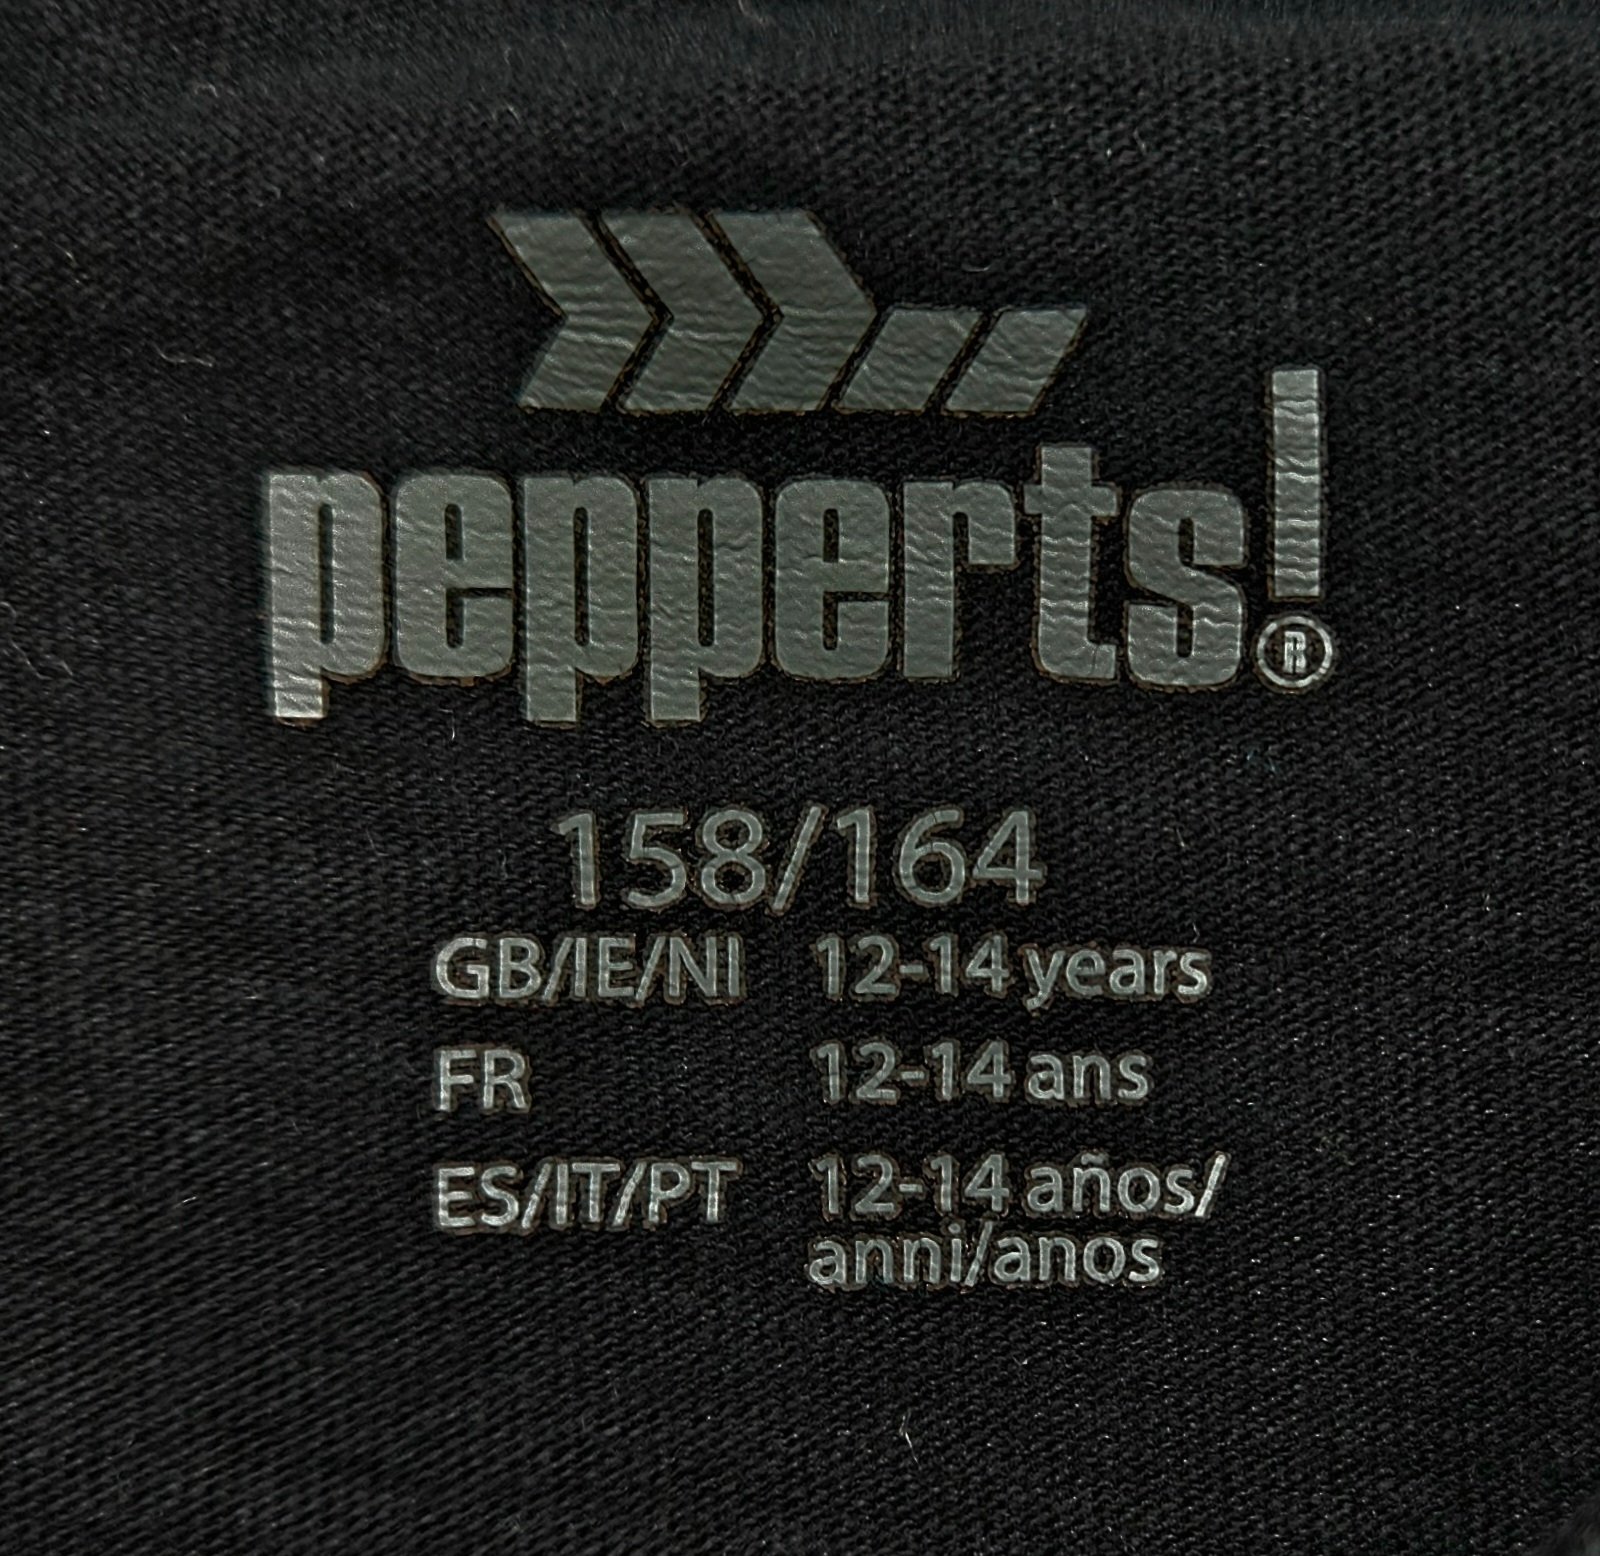 pepperts!®
158/164
GB/IE/NI 12-14 years
FR 12-14 ans
ES/IT/PT 12-14 años/
anni/anos